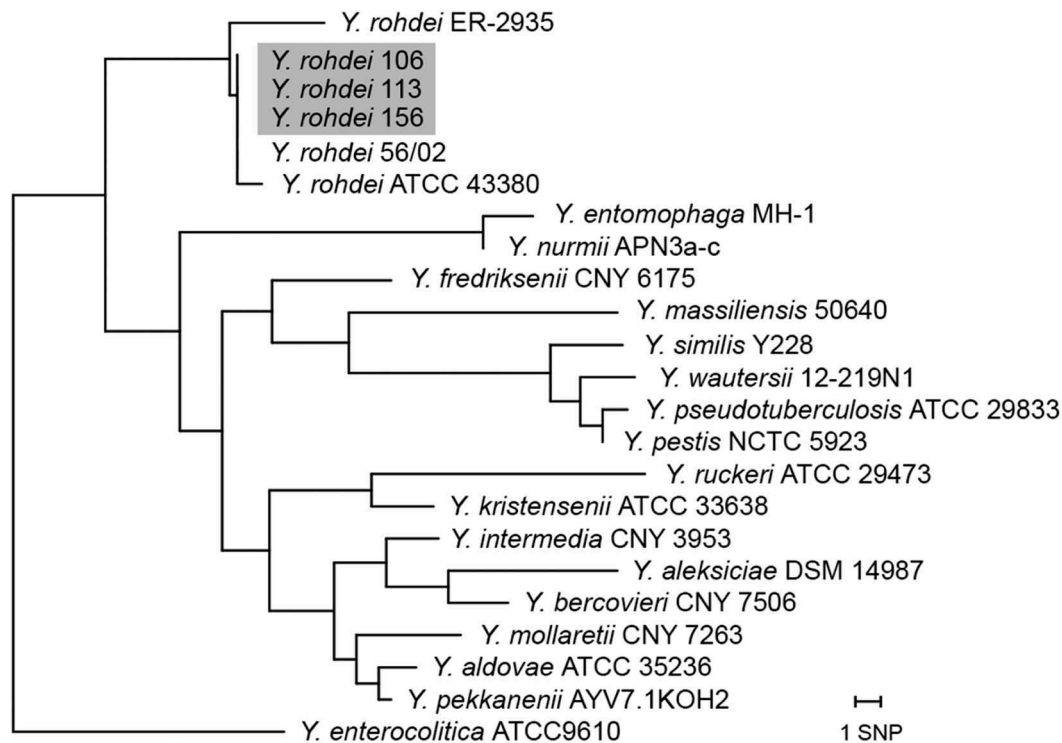 Y. rohdei ER-2935
Y. rohdei 106
Y. rohdei 113
Y. rohdei 156
Y. rohdei 56/02
Y. rohdei ATCC 43380
Y. entomophaga MH-1
Y. nurmii APN3a-c
Y. fredriksenii CNY 6175
Y. massiliensis 50640
Y. similis Y228
Y. wautersii 12-219N1
Y. pseudotuberculosis ATCC 29833
Y. pestis NCTC 5923
Y. ruckeri ATCC 29473
Y. kristensenii ATCC 33638
Y. intermedia CNY 3953
Y. aleksiciae DSM 14987
Y. bercovieri CNY 7506
Y. mollaretii CNY 7263
Y. aldovae ATCC 35236
Y. pekkanenii AYV7.1KOH2
Y. enterocolitica ATCC9610
1 SNP